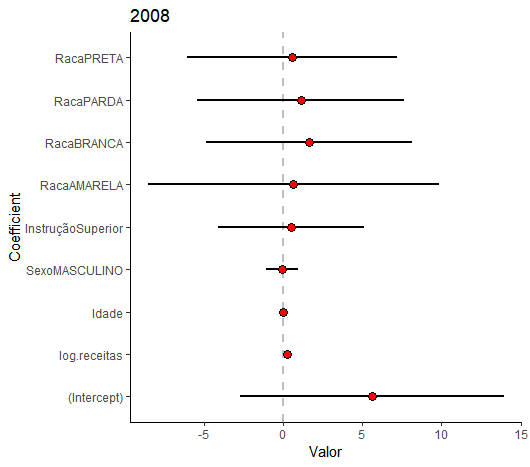 2008
Coefficient
RacaPRETA
RacaPARDA
RacaBRANCA
RacaAMARELA
InstruçãoSuperior
SexoMASCULINO
Idade
log.receitas
(Intercept)
-5 0 5 10 15
Valor